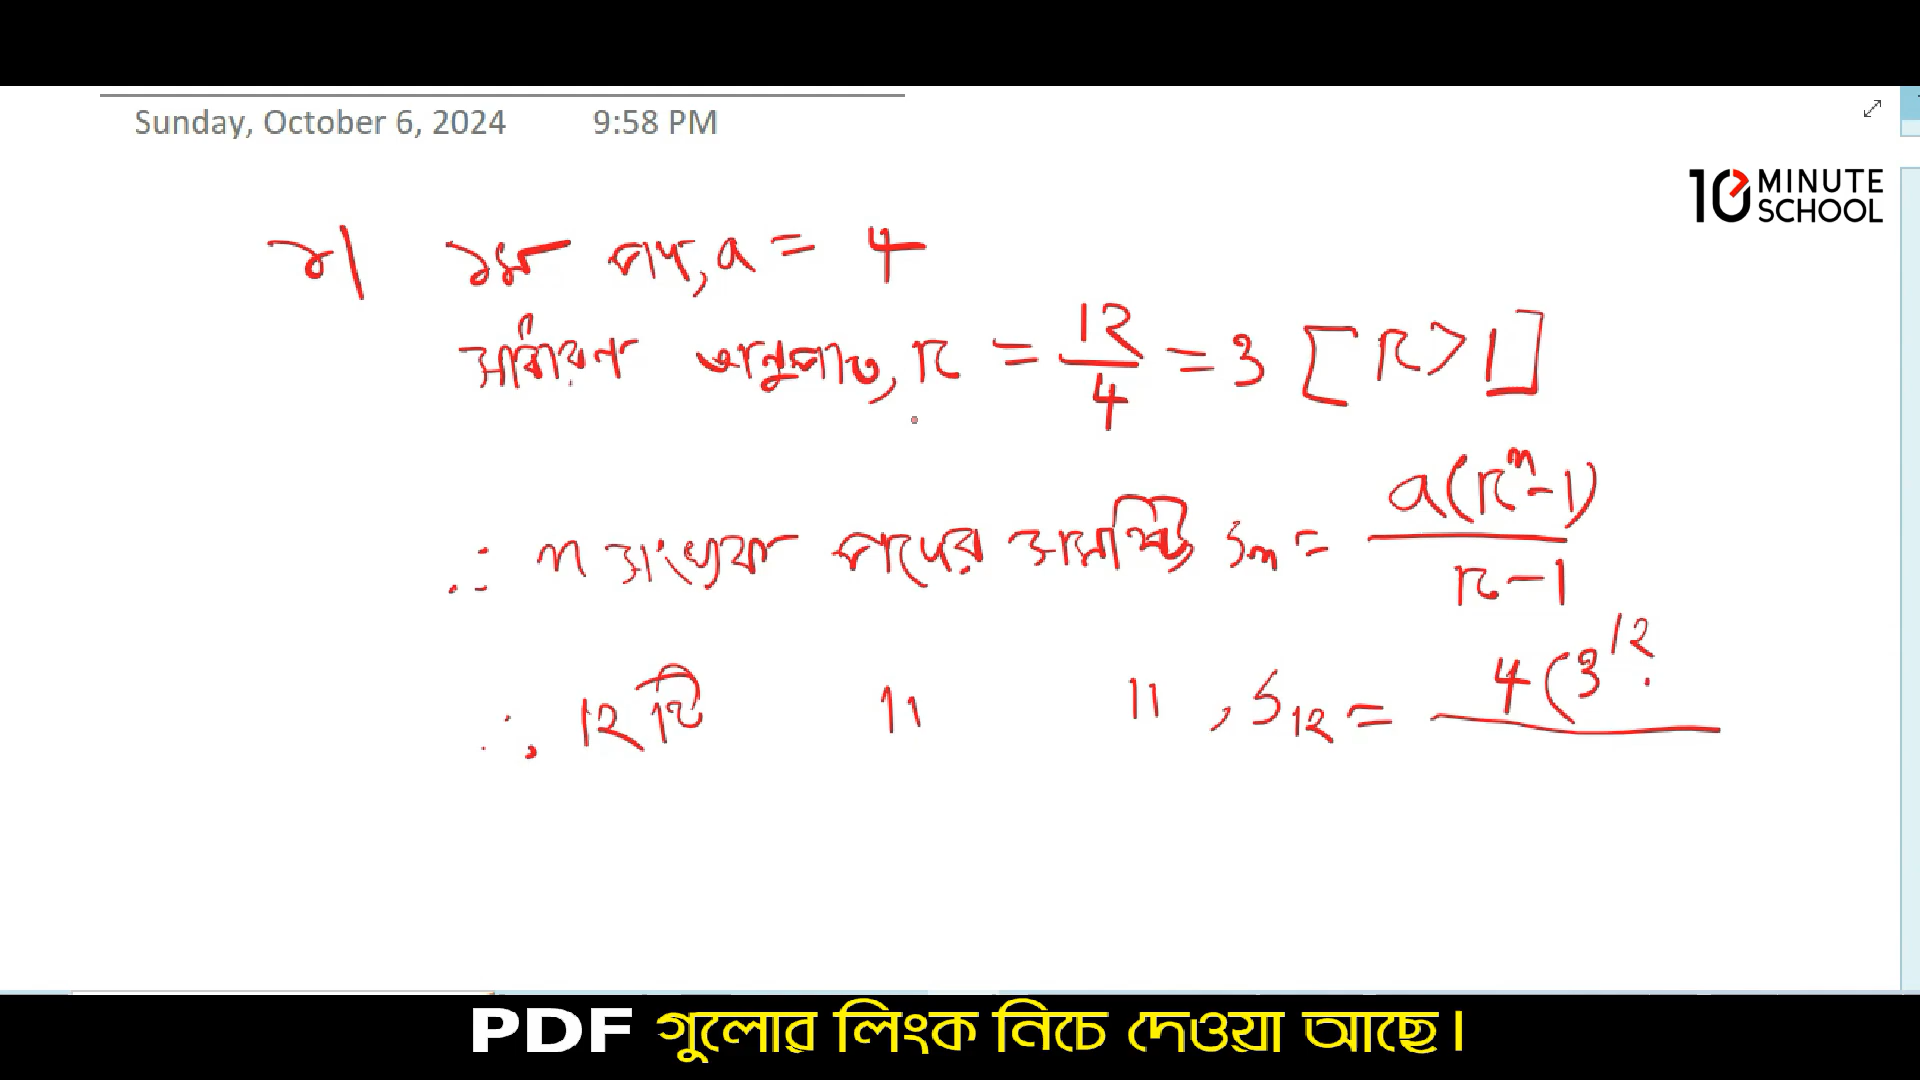 Sunday, October 6, 2024 9:58 PM
10 MINUTE SCHOOL
২। ১ম পদ, a = 4
সাধারণ অনুপাত, r = 12/4 = 3 [r > 1]
∴ n সংখ্যক পদের সমষ্টি Sn = a(r^n - 1)/r - 1
∴ 12 টি " " , S12 = 4(3^12
PDF গুলোর লিংক নিচে দেওয়া আছে।